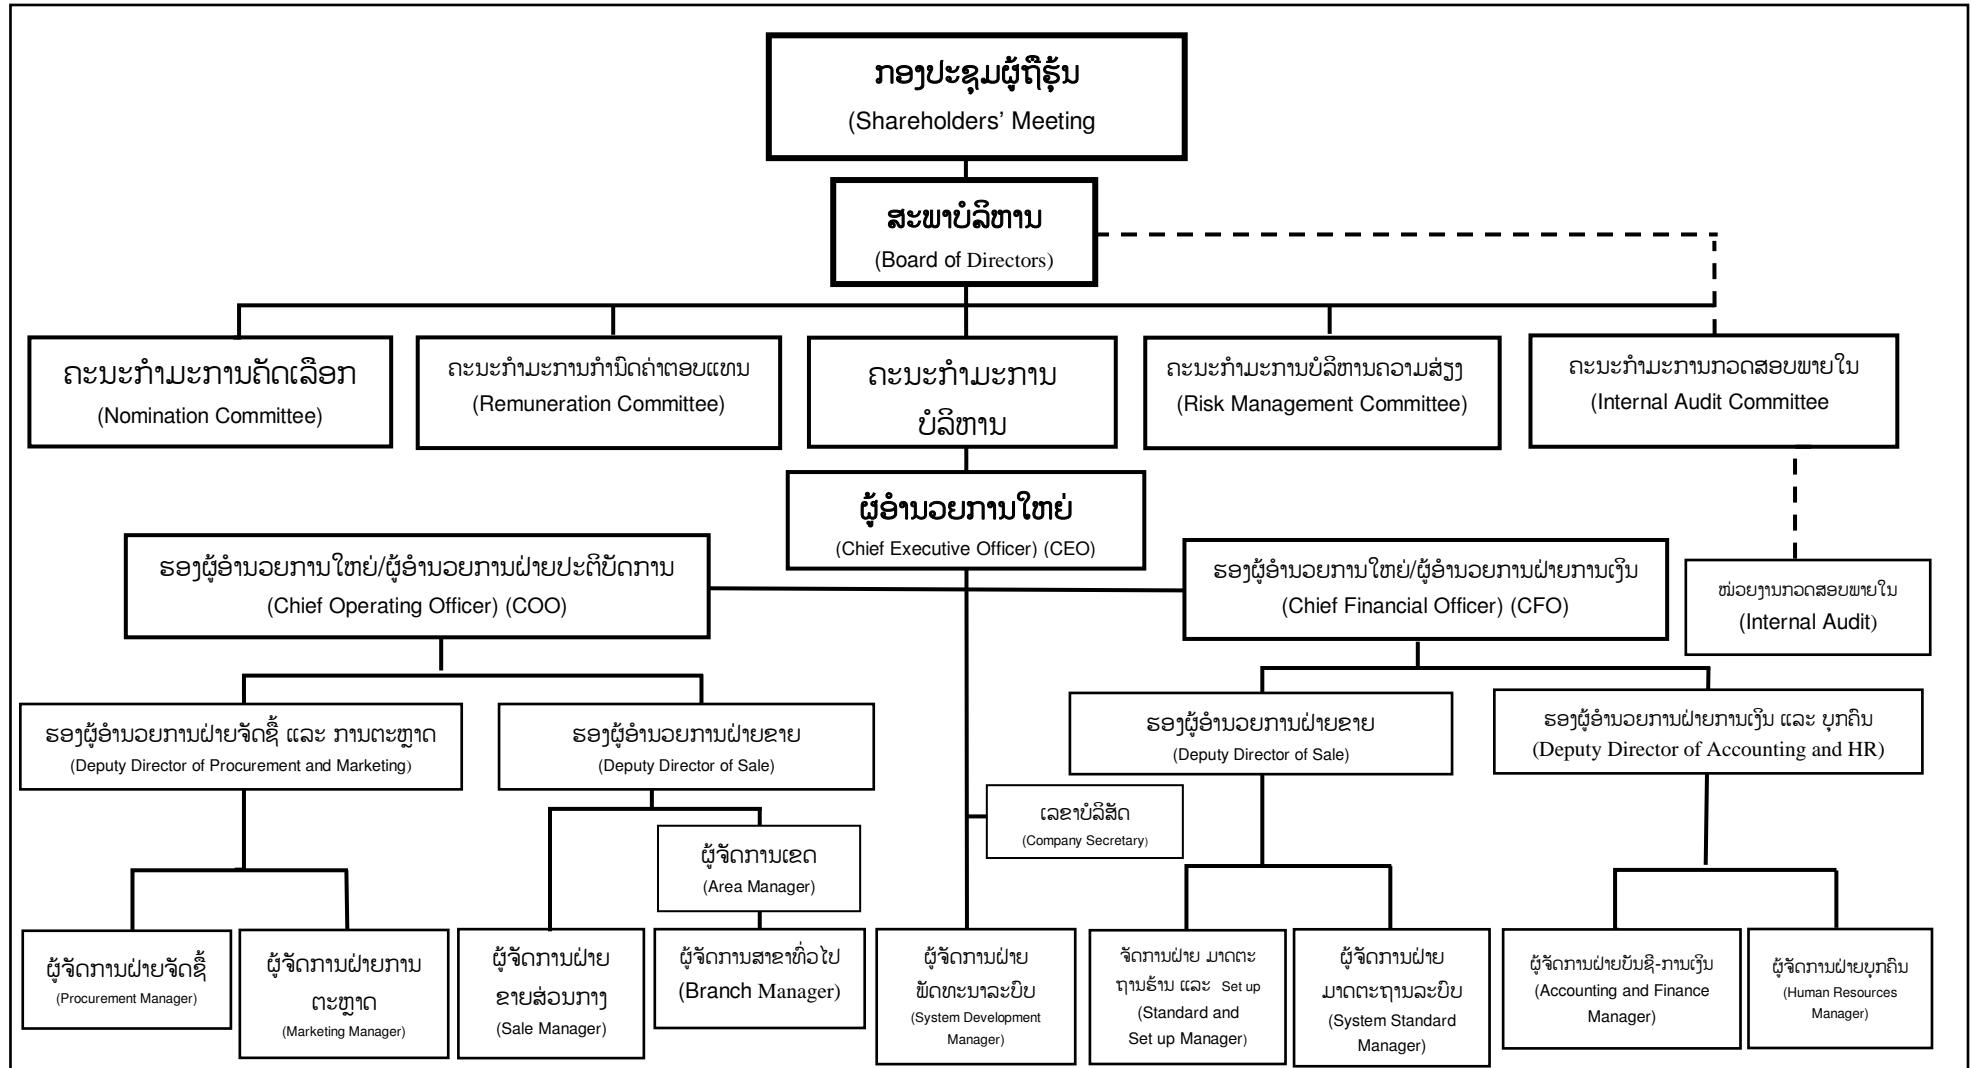 ກອງປະຊຸມຜູ້ຖືຮຸ້ນ
(Shareholders’ Meeting
ສະພາບໍລິຫານ
(Board of Directors)
ຄະນະກຳມະການຄັດເລືອກ
(Nomination Committee)
ຄະນະກຳມະການກຳນົດຄ່າຕອບແທນ
(Remuneration Committee)
ຄະນະກຳມະການ
ບໍລິຫານ
ຄະນະກຳມະການບໍລິຫານຄວາມສ່ຽງ
(Risk Management Committee)
ຄະນະກຳມະການກວດສອບພາຍໃນ
(Internal Audit Committee
ຜູ້ອຳນວຍການໃຫຍ່
(Chief Executive Officer) (CEO)
ຮອງຜູ້ອຳນວຍການໃຫຍ່/ຜູ້ອຳນວຍການຝ່າຍປະຕິບັດການ
(Chief Operating Officer) (COO)
ຮອງຜູ້ອຳນວຍການໃຫຍ່/ຜູ້ອຳນວຍການຝ່າຍການເງິນ
(Chief Financial Officer) (CFO)
ໜ່ວຍງານກວດສອບພາຍໃນ
(Internal Audit)
ຮອງຜູ້ອຳນວຍການຝ່າຍຈັດຊື້ ແລະ ການຕະຫຼາດ
(Deputy Director of Procurement and Marketing)
ຮອງຜູ້ອຳນວຍການຝ່າຍຂາຍ
(Deputy Director of Sale)
ຮອງຜູ້ອຳນວຍການຝ່າຍຂາຍ
(Deputy Director of Sale)
ຮອງຜູ້ອຳນວຍການຝ່າຍການເງິນ ແລະ ບຸກຄົນ
(Deputy Director of Accounting and HR)
ເລຂາບໍລິສັດ
(Company Secretary)
ຜູ້ຈັດການເຂດ
(Area Manager)
ຜູ້ຈັດການຝ່າຍຈັດຊື້
(Procurement Manager)
ຜູ້ຈັດການຝ່າຍການ
ຕະຫຼາດ
(Marketing Manager)
ຜູ້ຈັດການຝ່າຍ
ຂາຍສ່ວນກາງ
(Sale Manager)
ຜູ້ຈັດການສາຂາທົ່ວໄປ
(Branch Manager)
ຜູ້ຈັດການຝ່າຍ
ພັດທະນາລະບົບ
(System Development
Manager)
ຈັດການຝ່າຍ ມາດຕະ
ຖານຮ້ານ ແລະ Set up
(Standard and
Set up Manager)
ຜູ້ຈັດການຝ່າຍ
ມາດຕະຖານລະບົບ
(System Standard
Manager)
ຜູ້ຈັດການຝ່າຍບັນຊີ-ການເງິນ
(Accounting and Finance
Manager)
ຜູ້ຈັດການຝ່າຍບຸກຄົນ
(Human Resources
Manager)